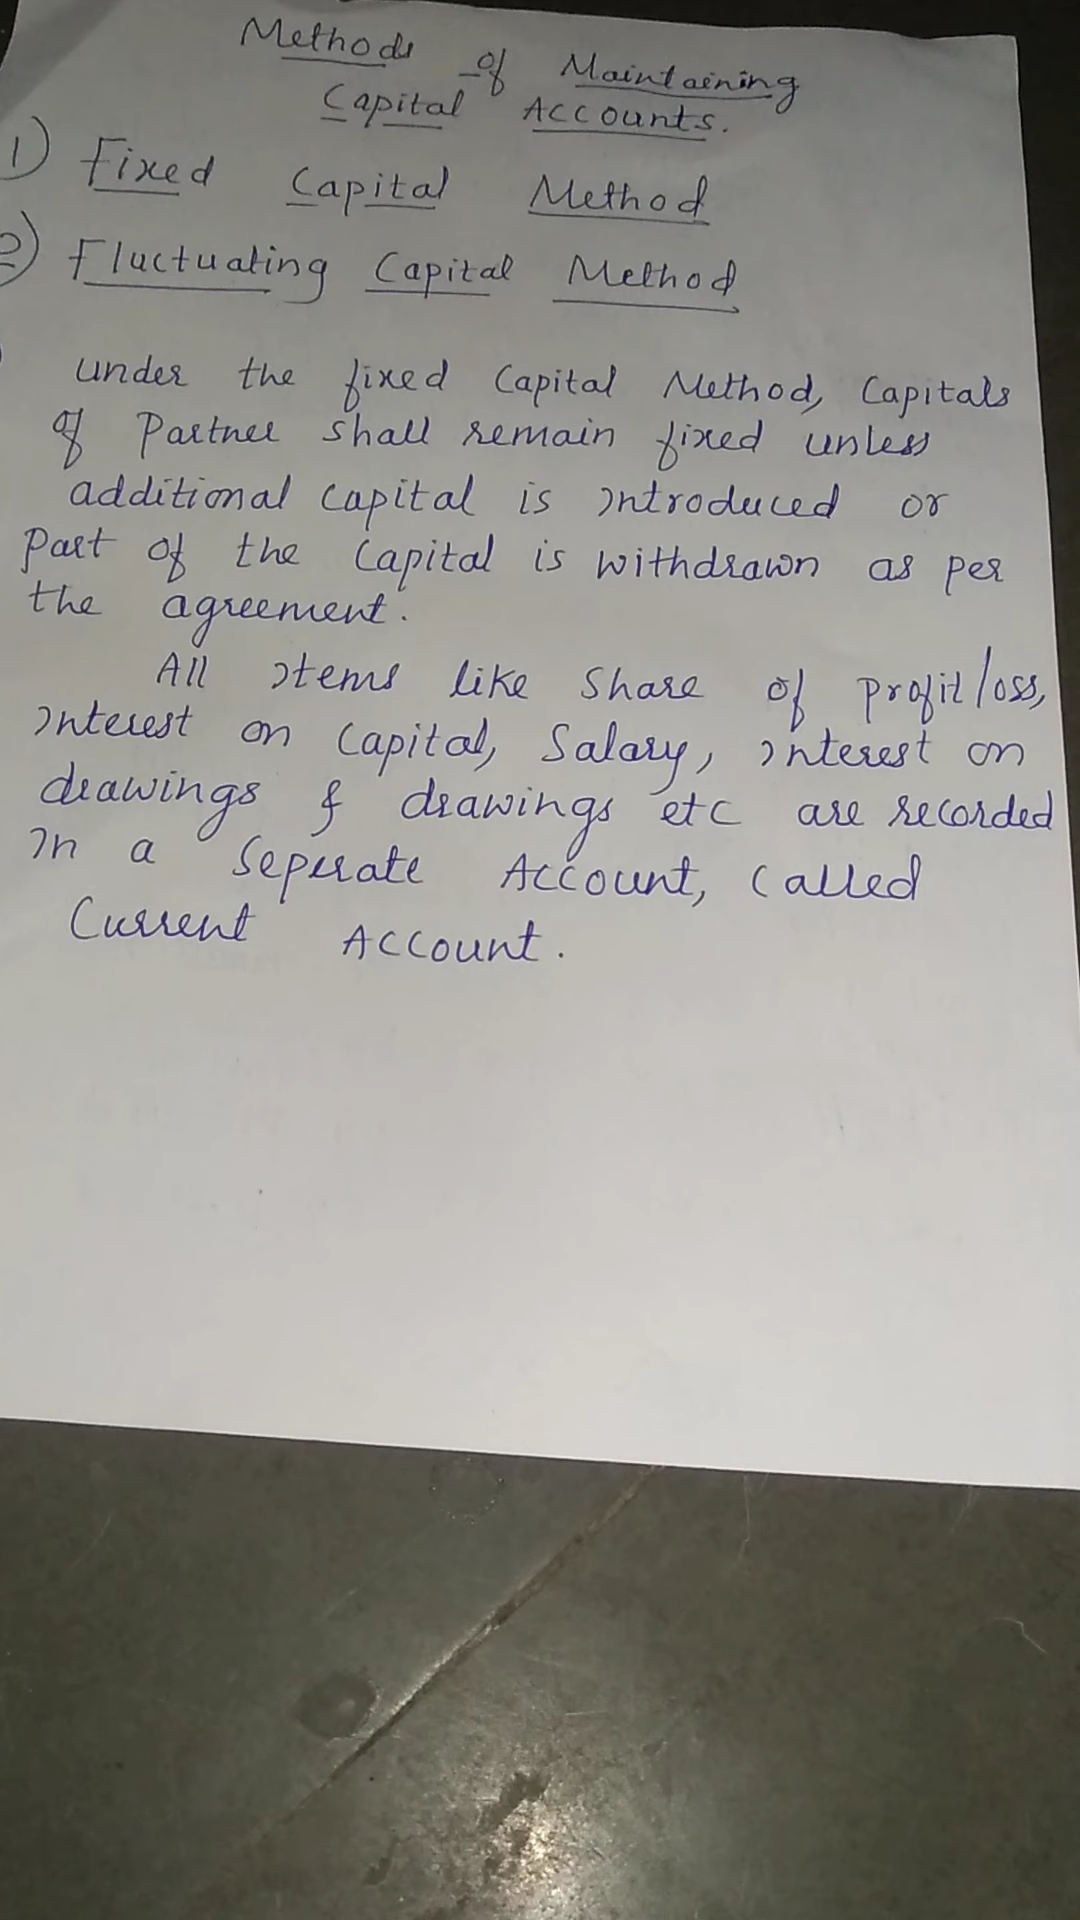 Methods of Maintaining
Capital Accounts.
1) Fixed Capital Method
2) Fluctuating Capital Method
under the fixed Capital Method, Capitals
of Partner shall remain fixed unless
additional Capital is introduced or
Part of the Capital is withdrawn as per
the agreement.
All items like Share of profit/loss,
interest on Capital, Salary, interest on
drawings & drawings etc are recorded
in a Seperate Account, Called
Current Account.